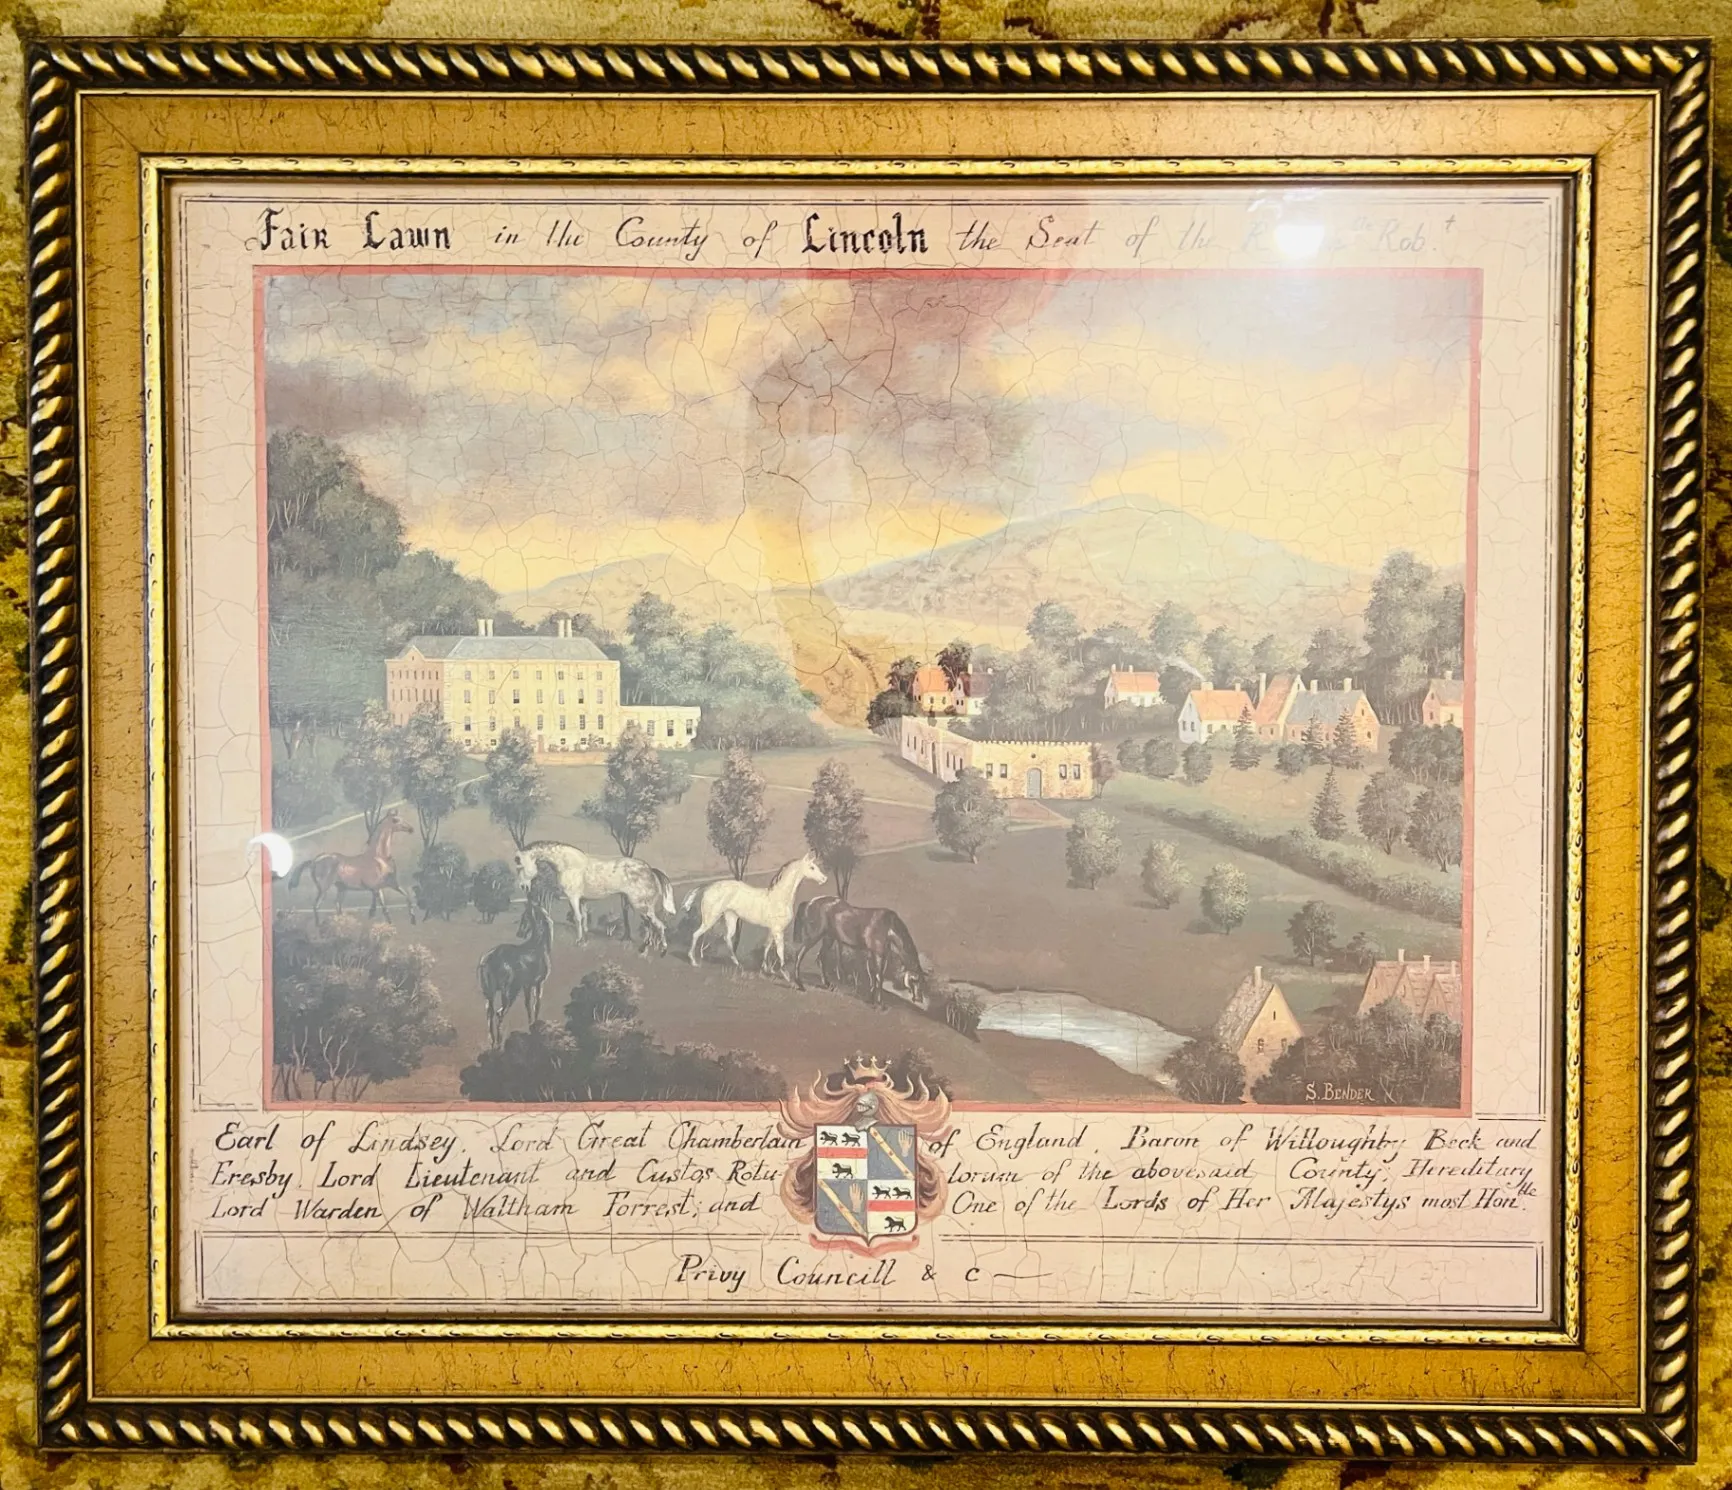 Fair Lawn in the County of Lincoln the Seat of the Rob.t
S. BENDER
Earl of Lindsey, Lord Great Chamberlain of England, Baron of Willoughby Beck and
Eresby, Lord Lieutenant and Custos Rotu- lorum of the abovesaid County; Hereditary
Lord Warden of Waltham Forrest; and One of the Lords of Her Majestys most Hon.ble
Privy Councill & c